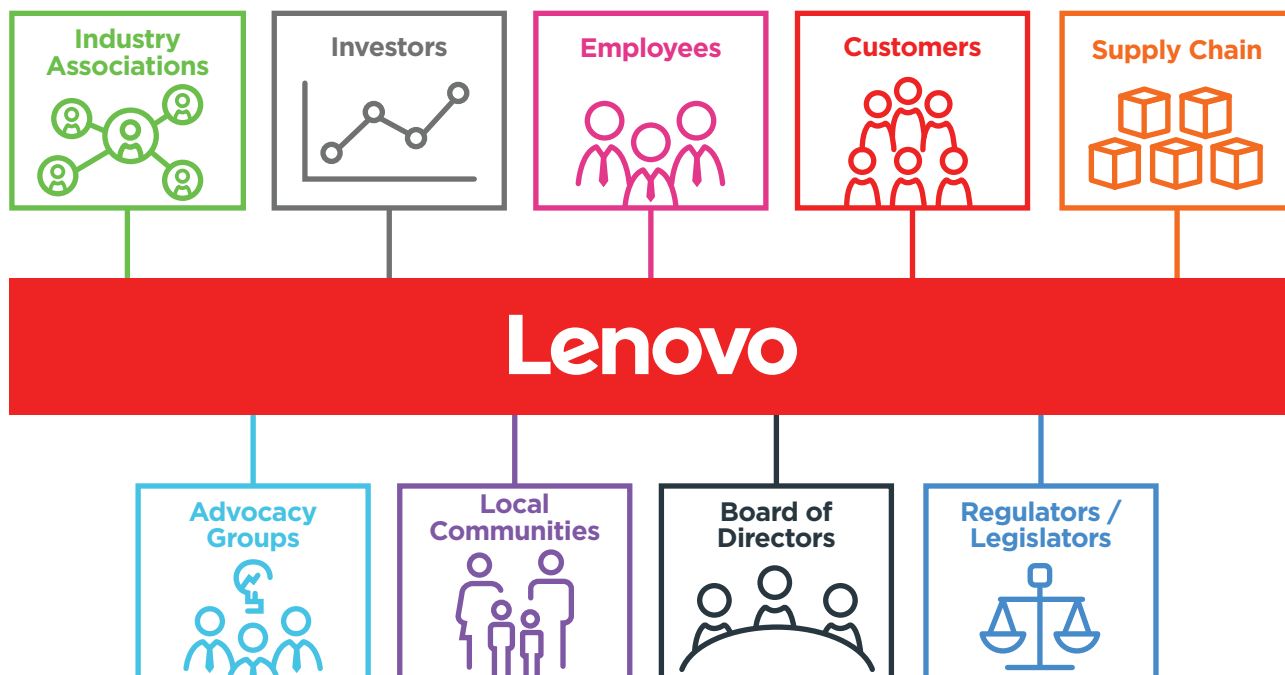 Industry
Associations
Investors
Employees
Customers
Supply Chain
Lenovo
Advocacy
Groups
Local
Communities
Board of
Directors
Regulators /
Legislators